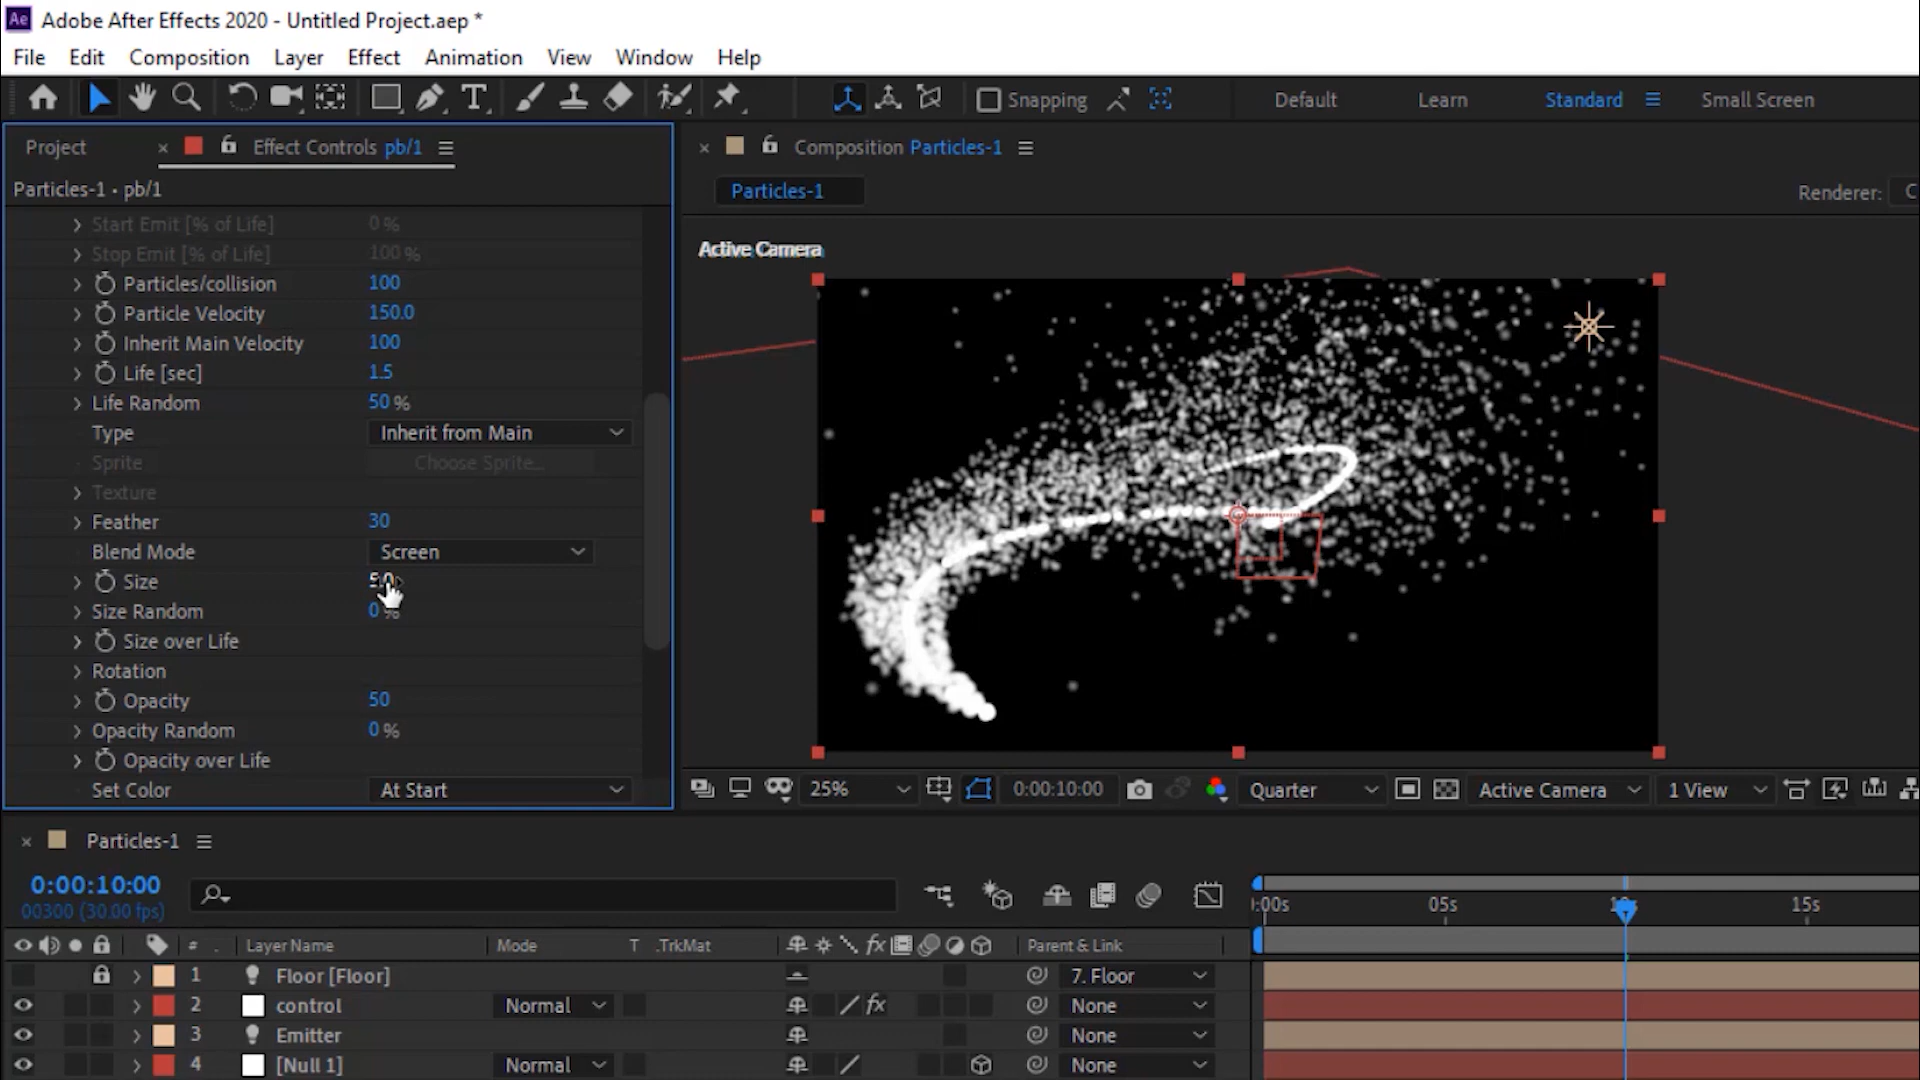 Ae Adobe After Effects 2020 - Untitled Project.aep *
File Edit Composition Layer Effect Animation View Window Help
T Snapping Default Learn Standard Small Screen
Project × Effect Controls pb/1
Particles-1 • pb/1
Start Emit [% of Life] 0 %
Stop Emit [% of Life] 100 %
Particles/collision 100
Particle Velocity 150.0
Inherit Main Velocity 100
Life [sec] 1.5
Life Random 50 %
Type Inherit from Main
Sprite Choose Sprite...
Texture
Feather 30
Blend Mode Screen
Size
Size Random 0 %
Size over Life
Rotation
Opacity 50
Opacity Random 0 %
Opacity over Life
Set Color At Start
× Composition Particles-1
Particles-1
Renderer: C
Active Camera
25% 0:00:10:00 Quarter Active Camera 1 View
× Particles-1
0:00:10:00
00300 (30.00 fps)
:00s 05s 15s
# . Layer Name Mode T .TrkMat fx Parent & Link
1 Floor [Floor] 7. Floor
2 control Normal fx None
3 Emitter None
4 [Null 1] Normal None